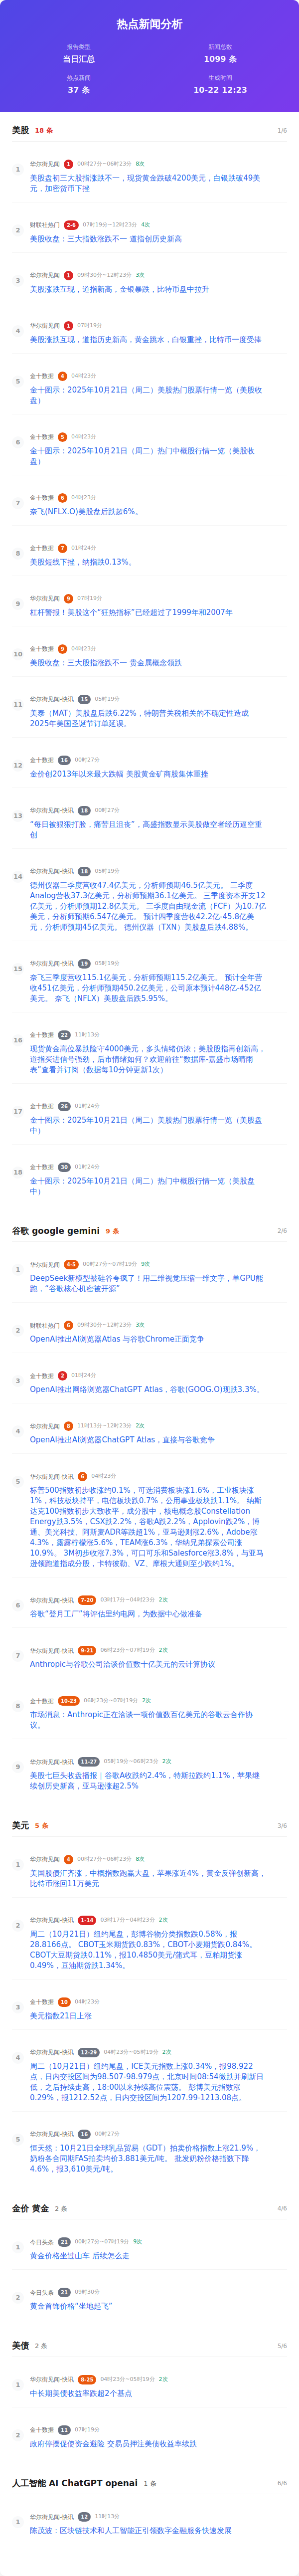 热点新闻分析
报告类型
新闻总数
当日汇总
1099 条
热点新闻
生成时间
37 条
10-22 12:23
美股 18 条
1/6
1
华尔街见闻 1 00时27分~06时23分 8次
美股盘初三大股指涨跌不一，现货黄金跌破4200美元，白银跌破49美
元，加密货币下挫
2
财联社热门 2-6 07时19分~12时23分 4次
美股收盘：三大指数涨跌不一 道指创历史新高
3
华尔街见闻 1 09时30分~12时23分 3次
美股涨跌互现，道指新高，金银暴跌，比特币盘中拉升
4
华尔街见闻 1 07时19分
美股涨跌互现，道指历史新高，黄金跳水，白银重挫，比特币一度受捧
5
金十数据 4 04时23分
金十图示：2025年10月21日（周二）美股热门股票行情一览（美股收
盘）
6
金十数据 5 04时23分
金十图示：2025年10月21日（周二）热门中概股行情一览（美股收
盘）
7
金十数据 6 04时23分
奈飞(NFLX.O)美股盘后跌超6%。
8
金十数据 7 01时24分
美股短线下挫，纳指跌0.13%。
9
华尔街见闻 9 07时19分
杠杆警报！美股这个“狂热指标”已经超过了1999年和2007年
10
金十数据 9 04时23分
美股收盘：三大股指涨跌不一 贵金属概念领跌
11
华尔街见闻-快讯 15 05时19分
美泰（MAT）美股盘后跌6.22%，特朗普关税相关的不确定性造成
2025年美国圣诞节订单延误。
12
金十数据 16 00时27分
金价创2013年以来最大跌幅 美股黄金矿商股集体重挫
13
华尔街见闻-快讯 18 00时27分
“每日被狠狠打脸，痛苦且沮丧”，高盛指数显示美股做空者经历逼空重
创
14
华尔街见闻-快讯 18 05时19分
德州仪器三季度营收47.4亿美元，分析师预期46.5亿美元。 三季度
Analog营收37.3亿美元，分析师预期36.1亿美元。 三季度资本开支12
亿美元，分析师预期12.8亿美元。 三季度自由现金流（FCF）为10.7亿
美元，分析师预期6.547亿美元。 预计四季度营收42.2亿-45.8亿美
元，分析师预期45亿美元。 德州仪器（TXN）美股盘后跌4.88%。
15
华尔街见闻-快讯 19 05时19分
奈飞三季度营收115.1亿美元，分析师预期115.2亿美元。 预计全年营
收451亿美元，分析师预期450.2亿美元，公司原本预计448亿-452亿
美元。 奈飞（NFLX）美股盘后跌5.95%。
16
金十数据 22 11时13分
现货黄金高位暴跌险守4000美元，多头情绪仍浓；美股股指再创新高，
道指买进信号强劲，后市情绪如何？欢迎前往“数据库-嘉盛市场晴雨
表”查看并订阅（数据每10分钟更新1次）
17
金十数据 26 01时24分
金十图示：2025年10月21日（周二）美股热门股票行情一览（美股盘
中）
18
金十数据 30 01时24分
金十图示：2025年10月21日（周二）热门中概股行情一览（美股盘
中）
谷歌 google gemini 9 条
2/6
1
华尔街见闻 4-5 00时27分~07时19分 9次
DeepSeek新模型被硅谷夸疯了！用二维视觉压缩一维文字，单GPU能
跑，“谷歌核心机密被开源”
2
财联社热门 6 09时30分~12时23分 3次
OpenAI推出AI浏览器Atlas 与谷歌Chrome正面竞争
3
金十数据 2 01时24分
OpenAI推出网络浏览器ChatGPT Atlas，谷歌(GOOG.O)现跌3.3%。
4
华尔街见闻 8 11时13分~12时23分 2次
OpenAI推出AI浏览器ChatGPT Atlas，直接与谷歌竞争
5
华尔街见闻-快讯 6 04时23分
标普500指数初步收涨约0.1%，可选消费板块涨1.6%，工业板块涨
1%，科技板块持平，电信板块跌0.7%，公用事业板块跌1.1%。 纳斯
达克100指数初步大致收平，成分股中，核电概念股Constellation
Energy跌3.5%，CSX跌2.2%，谷歌A跌2.2%，Applovin跌2%，博
通、美光科技、阿斯麦ADR等跌超1%，亚马逊则涨2.6%，Adobe涨
4.3%，露露柠檬涨5.6%，TEAM涨6.3%，华纳兄弟探索公司涨
10.9%。 3M初步收涨7.3%，可口可乐和Salesforce涨3.8%，与亚马
逊领跑道指成分股，卡特彼勒、VZ、摩根大通则至少跌约1%。
6
华尔街见闻-快讯 7-20 03时17分~04时23分 2次
谷歌“登月工厂”将评估里约电网，为数据中心做准备
7
华尔街见闻-快讯 9-21 06时23分~07时19分 2次
Anthropic与谷歌公司洽谈价值数十亿美元的云计算协议
8
金十数据 10-23 06时23分~07时19分 2次
市场消息：Anthropic正在洽谈一项价值数百亿美元的谷歌云合作协
议。
9
华尔街见闻-快讯 11-27 05时19分~06时23分 2次
美股七巨头收盘播报｜谷歌A收跌约2.4%，特斯拉跌约1.1%，苹果继
续创历史新高，亚马逊涨超2.5%
美元 5 条
3/6
1
华尔街见闻 4 00时27分~06时23分 8次
美国股债汇齐涨，中概指数跑赢大盘，苹果涨近4%，黄金反弹创新高，
比特币涨回11万美元
2
华尔街见闻-快讯 1-14 03时17分~04时23分 2次
周二（10月21日）纽约尾盘，彭博谷物分类指数跌0.58%，报
28.8166点。 CBOT玉米期货跌0.83%，CBOT小麦期货跌0.84%。
CBOT大豆期货跌0.11%，报10.4850美元/蒲式耳，豆粕期货涨
0.49%，豆油期货跌1.34%。
3
金十数据 10 04时23分
美元指数21日上涨
4
华尔街见闻-快讯 12-29 04时23分~05时19分 2次
周二（10月21日）纽约尾盘，ICE美元指数上涨0.34%，报98.922
点，日内交投区间为98.507-98.979点，北京时间08:54微跌并刷新日
低，之后持续走高，18:00以来持续高位震荡。 彭博美元指数涨
0.29%，报1212.52点，日内交投区间为1207.99-1213.08点。
5
华尔街见闻-快讯 16 00时27分
恒天然：10月21日全球乳品贸易（GDT）拍卖价格指数上涨21.9%，
奶粉各合同期FAS拍卖均价3.881美元/吨。 批发奶粉价格指数下降
4.6%，报3,610美元/吨。
金价 黄金 2 条
4/6
1
今日头条 21 00时27分~07时19分 9次
黄金价格坐过山车 后续怎么走
2
今日头条 21 09时30分
黄金首饰价格“坐地起飞”
美债 2 条
5/6
1
华尔街见闻-快讯 8-25 04时23分~05时19分 2次
中长期美债收益率跌超2个基点
2
金十数据 11 07时19分
政府停摆促使资金避险 交易员押注美债收益率续跌
人工智能 AI ChatGPT openai 1 条
6/6
1
华尔街见闻-快讯 12 11时13分
陈茂波：区块链技术和人工智能正引领数字金融服务快速发展